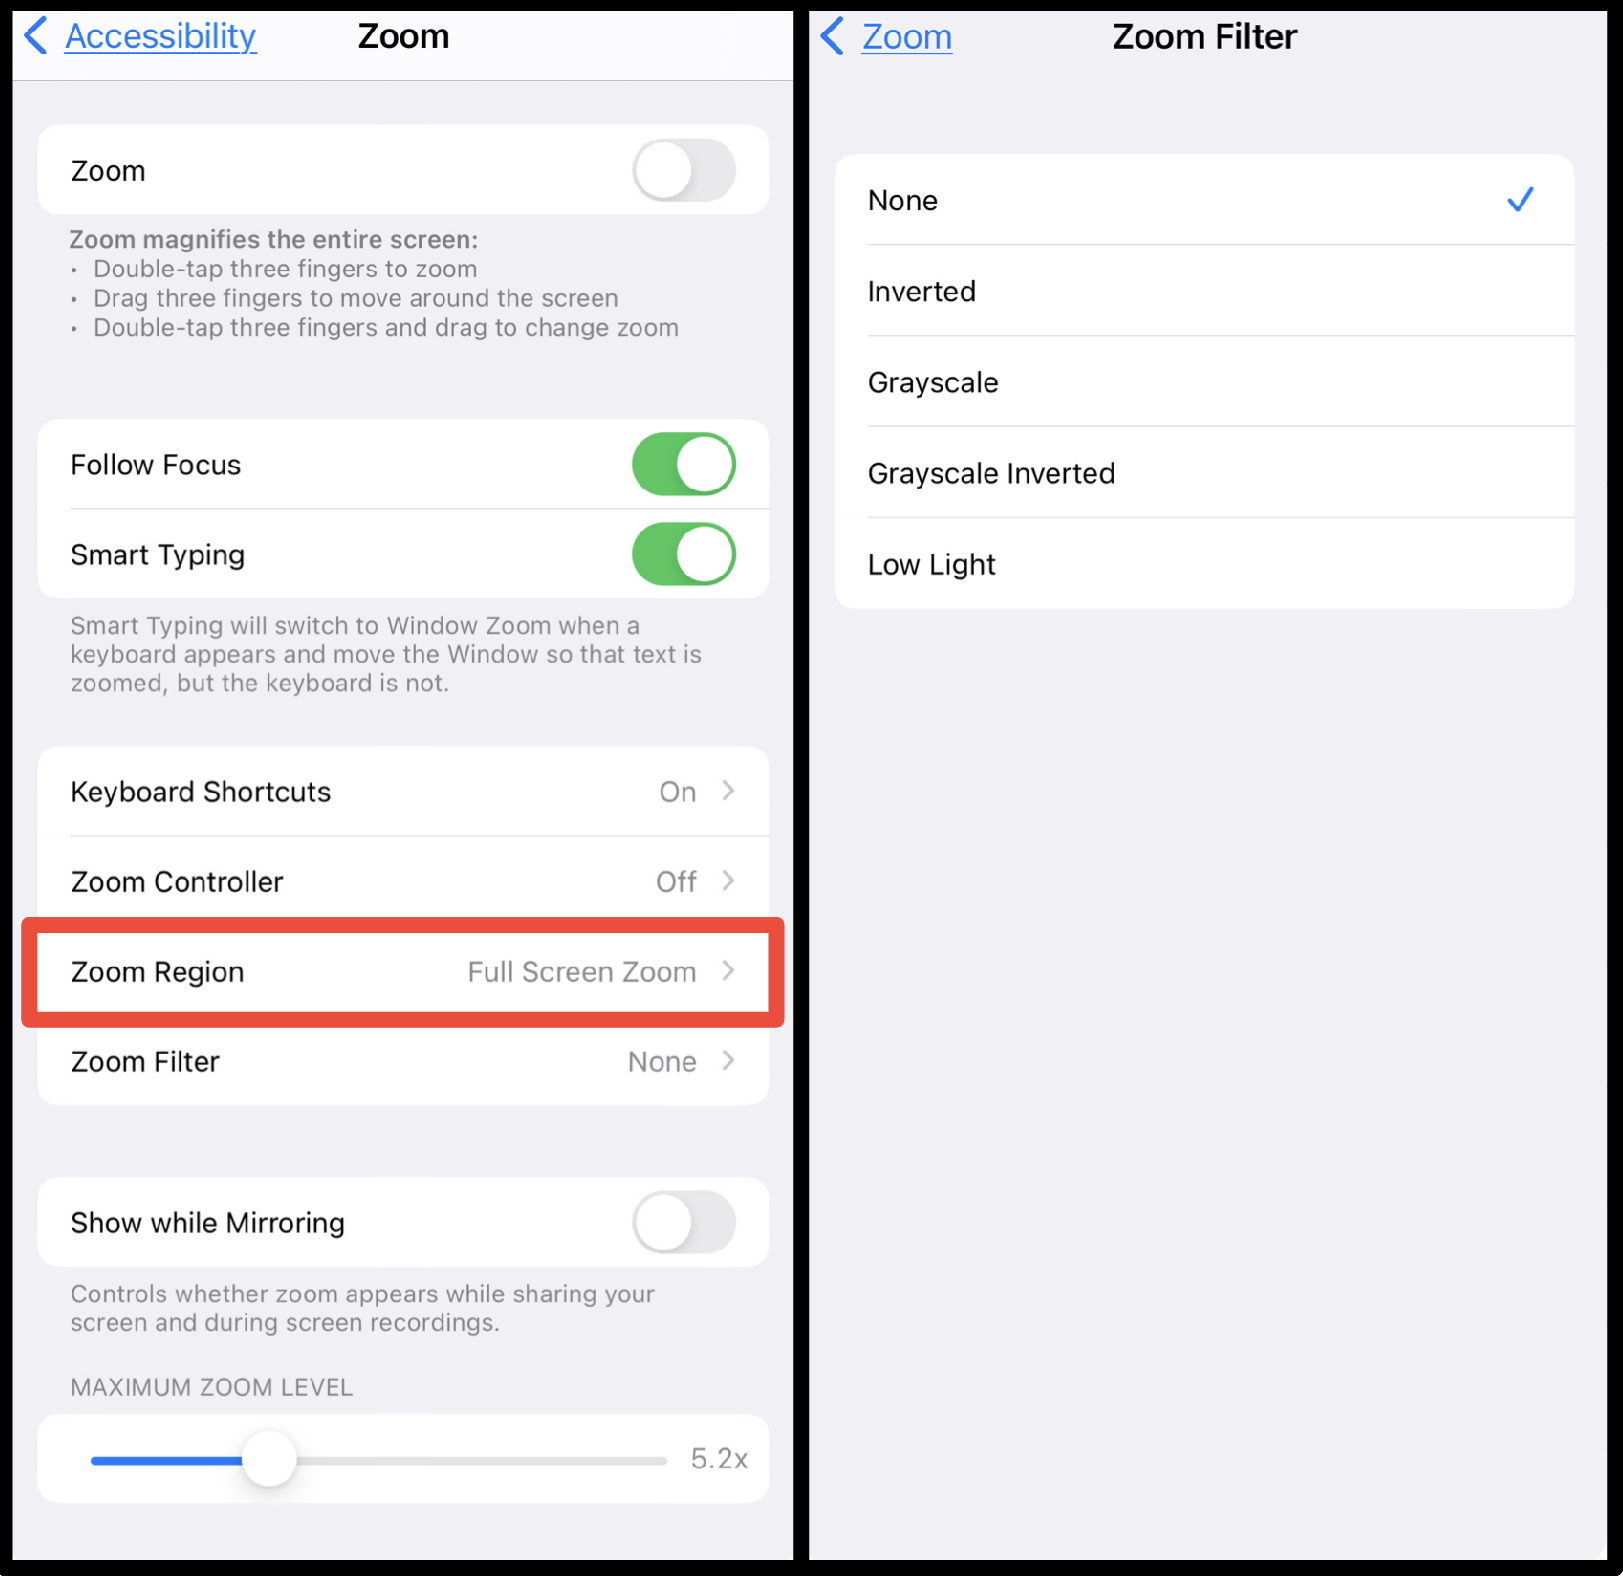 Accessibility
Zoom
Zoom
Zoom magnifies the entire screen:
• Double-tap three fingers to zoom
• Drag three fingers to move around the screen
• Double-tap three fingers and drag to change zoom
Follow Focus
Smart Typing
Smart Typing will switch to Window Zoom when a
keyboard appears and move the Window so that text is
zoomed, but the keyboard is not.
Keyboard Shortcuts On
Zoom Controller Off
Zoom Region Full Screen Zoom
Zoom Filter None
Show while Mirroring
Controls whether zoom appears while sharing your
screen and during screen recordings.
MAXIMUM ZOOM LEVEL
5.2x
Zoom
Zoom Filter
None
Inverted
Grayscale
Grayscale Inverted
Low Light